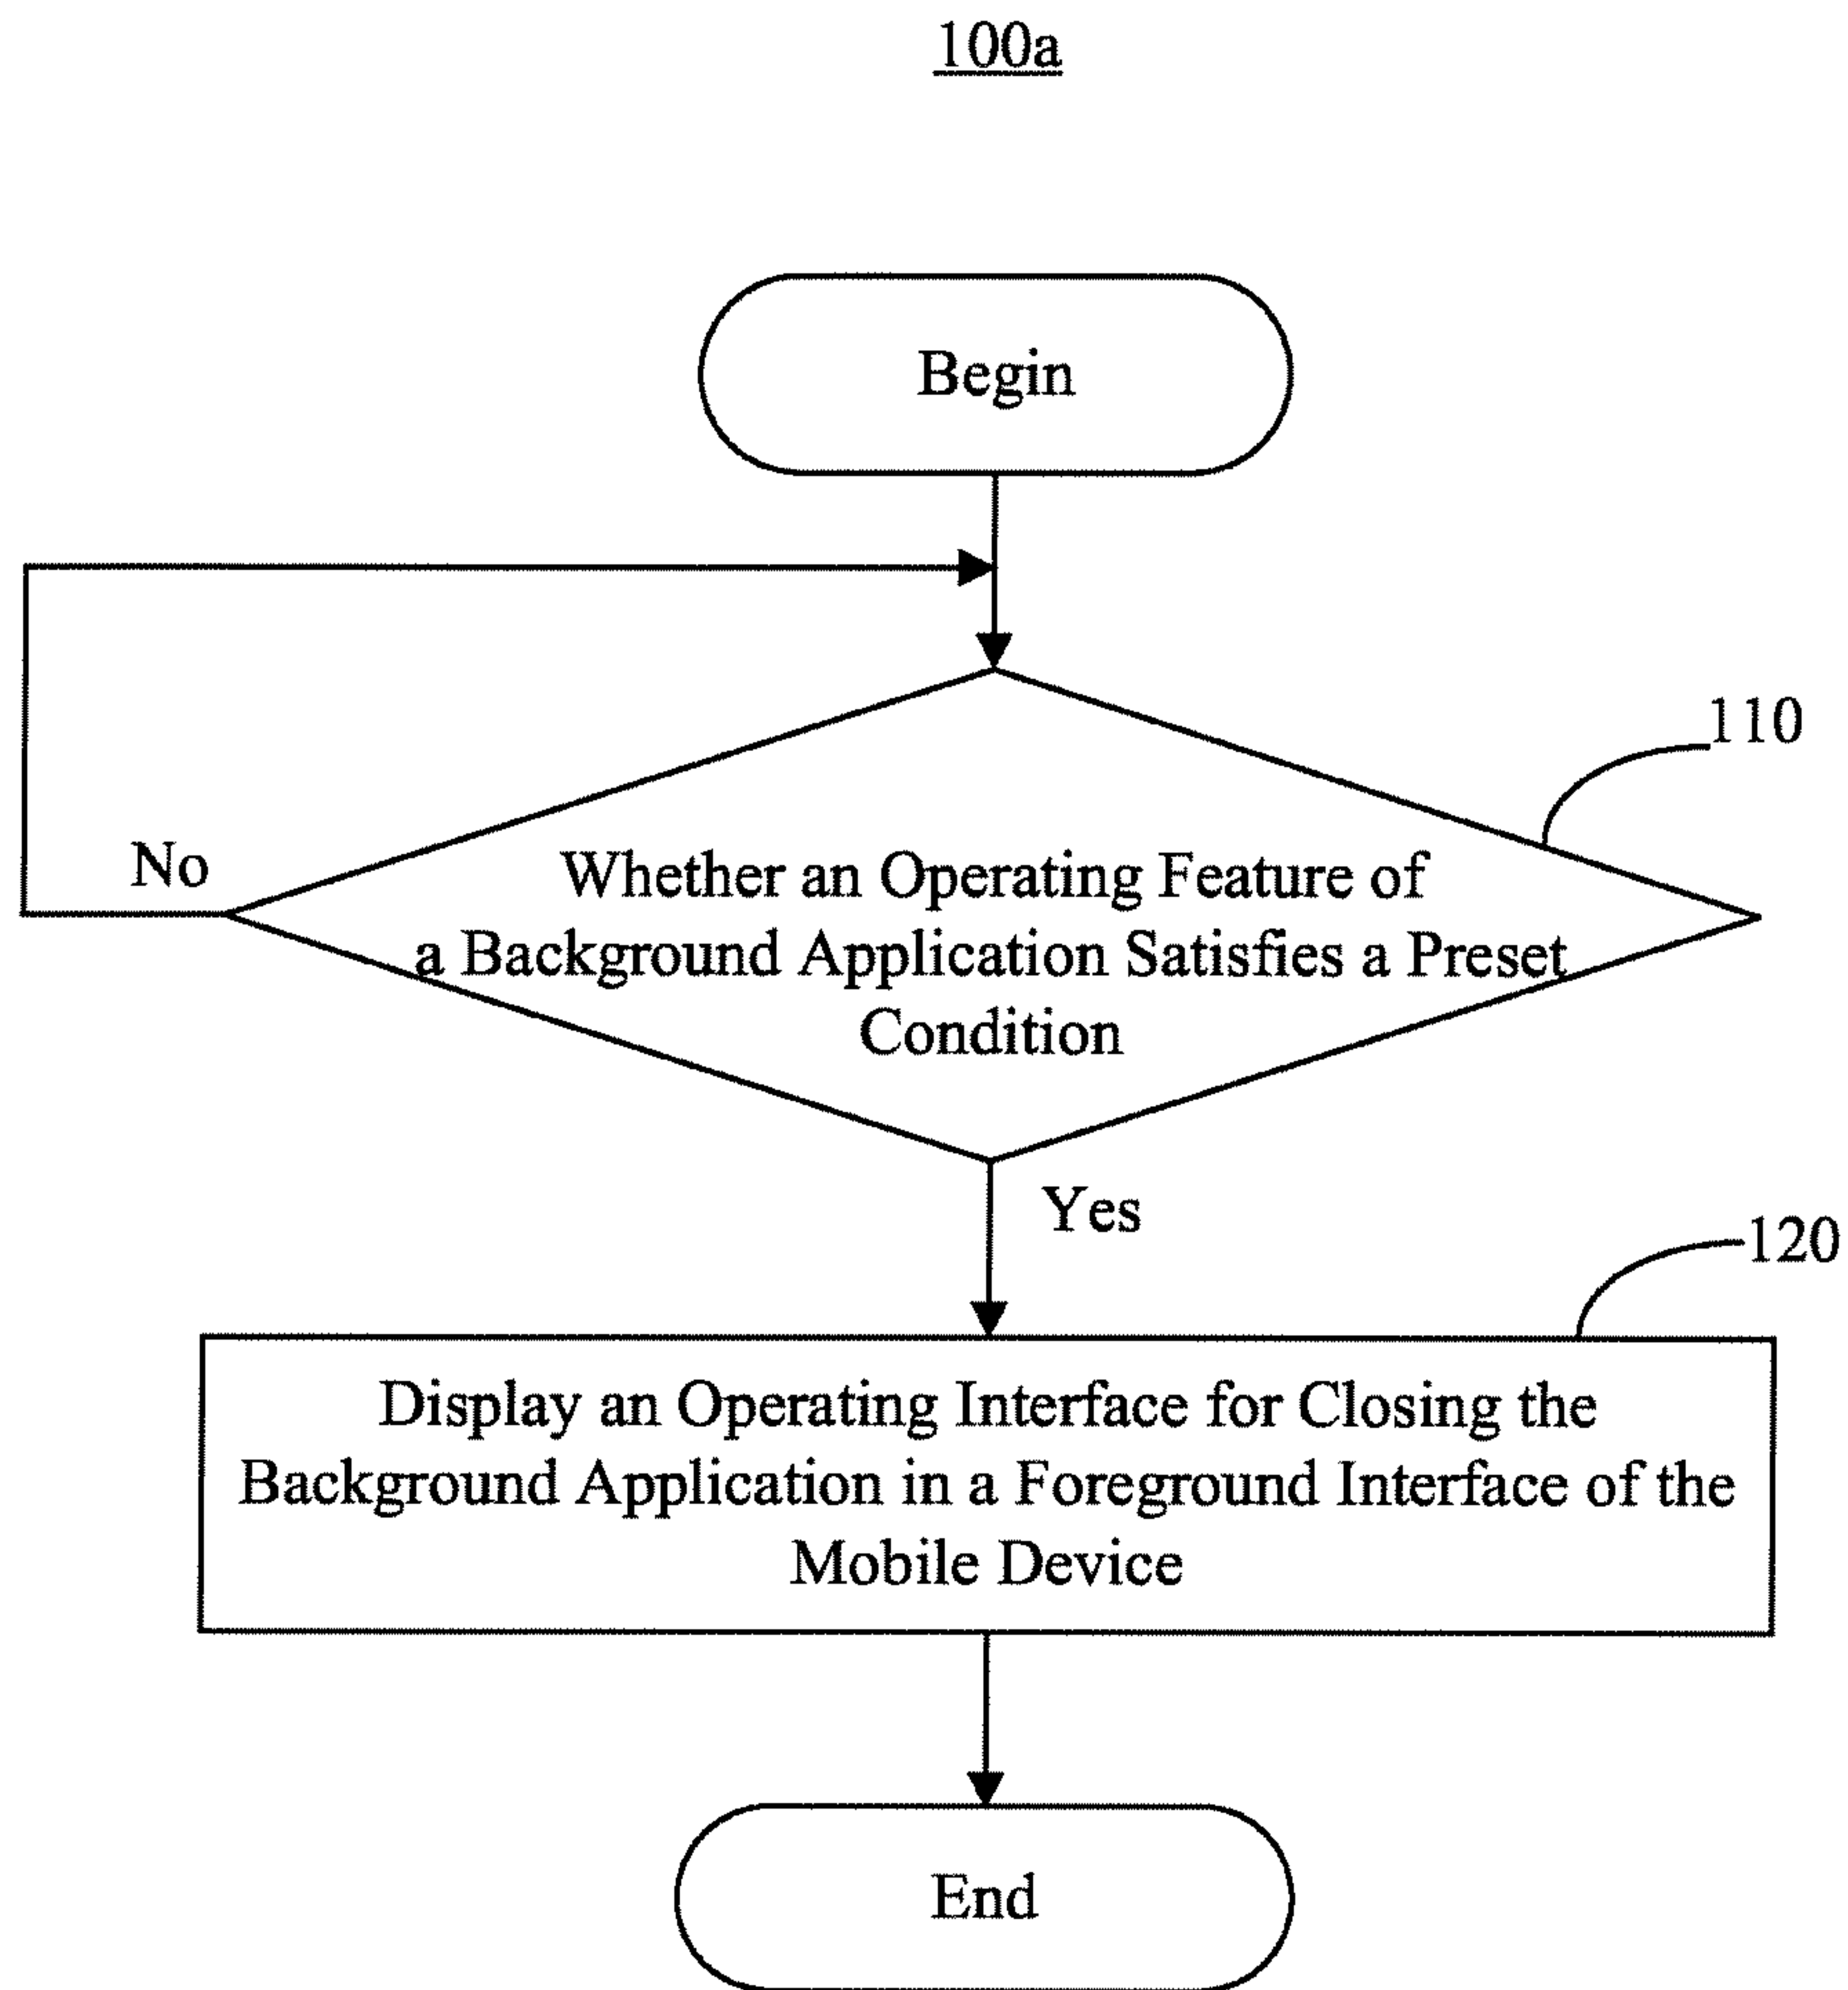 100a
Begin
110
No
Whether an Operating Feature of
a Background Application Satisfies a Preset
Condition
Yes
120
Display an Operating Interface for Closing the
Background Application in a Foreground Interface of the
Mobile Device
End